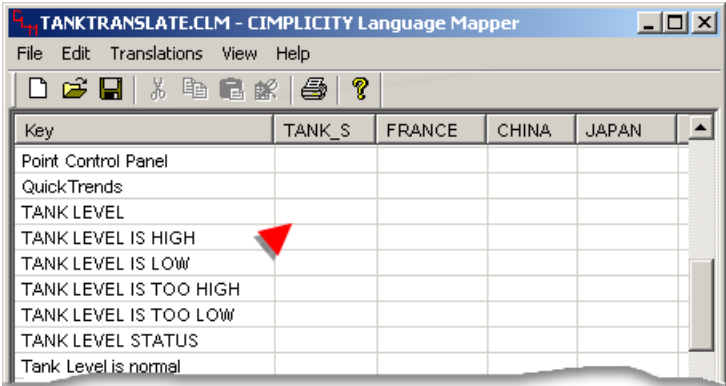 TANKTRANSLATE.CLM - CIMPLICITY Language Mapper
File Edit Translations View Help
Key TANK_S FRANCE CHINA JAPAN
Point Control Panel
QuickTrends
TANK LEVEL
TANK LEVEL IS HIGH
TANK LEVEL IS LOW
TANK LEVEL IS TOO HIGH
TANK LEVEL IS TOO LOW
TANK LEVEL STATUS
Tank Level is normal